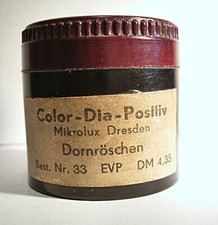 Color-Dia-Positiv
Mikrolux Dresden
Dornröschen
Best. Nr. 33 EVP DM 4,35